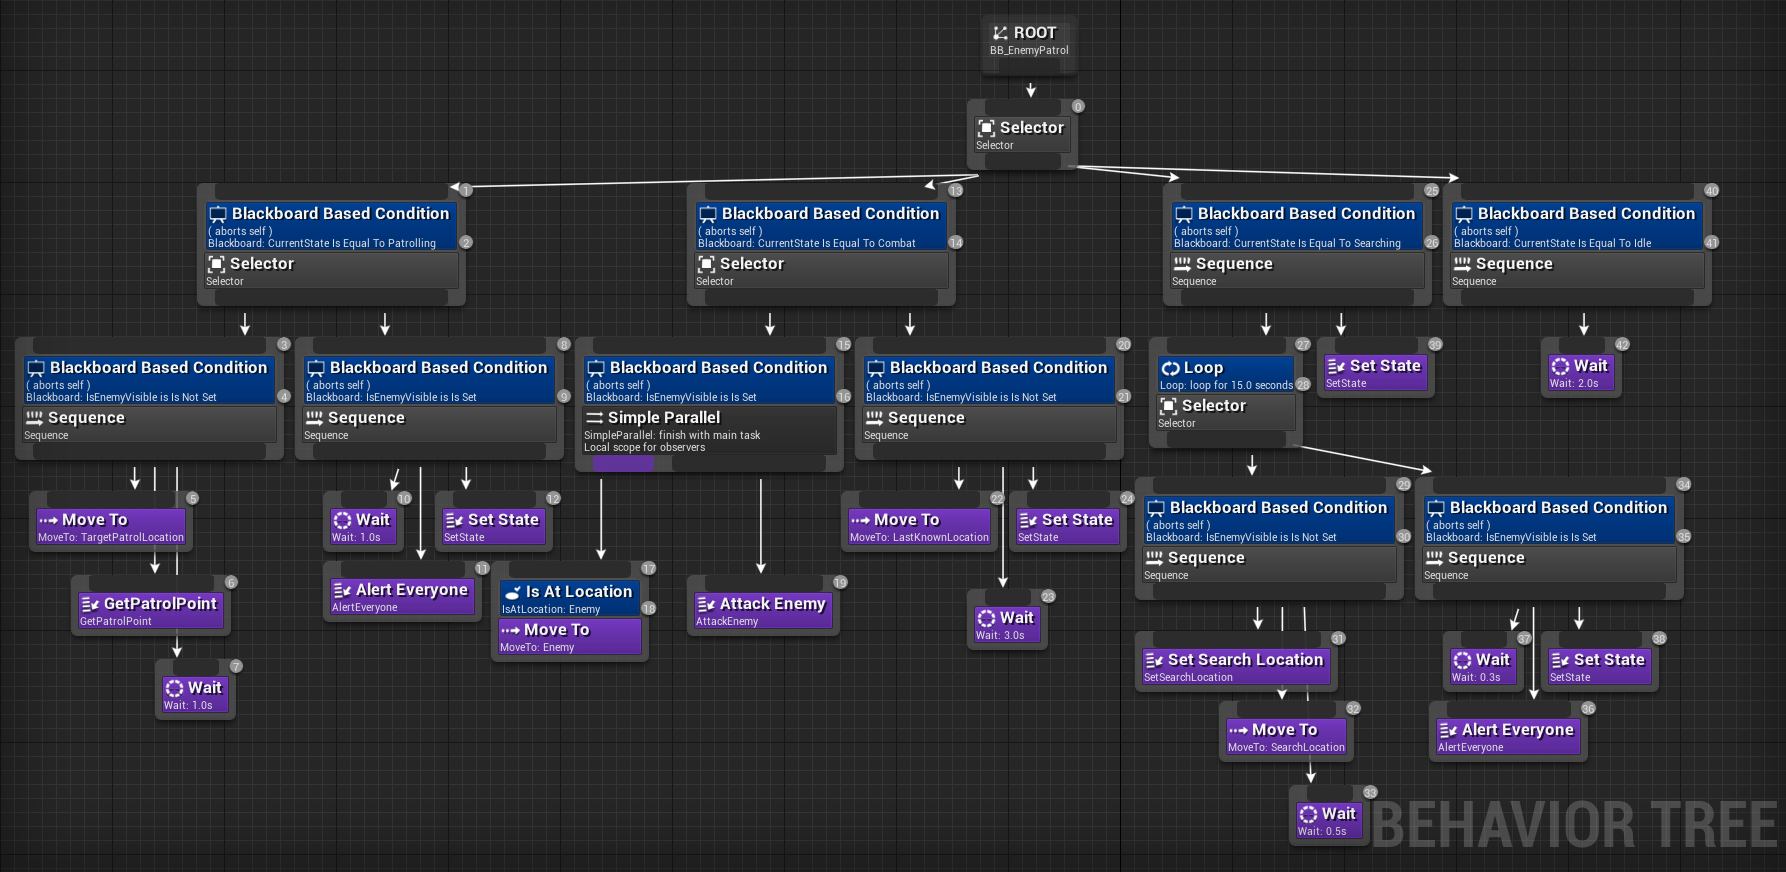 ROOT
BB_EnemyPatrol
0
Selector
Selector
1
Blackboard Based Condition
( aborts self )
Blackboard: CurrentState Is Equal To Patrolling
2
Selector
Selector
13
Blackboard Based Condition
( aborts self )
Blackboard: CurrentState Is Equal To Combat
14
Selector
Selector
25
Blackboard Based Condition
( aborts self )
Blackboard: CurrentState Is Equal To Searching
26
Sequence
Sequence
40
Blackboard Based Condition
( aborts self )
Blackboard: CurrentState Is Equal To Idle
41
Sequence
Sequence
3
Blackboard Based Condition
( aborts self )
Blackboard: IsEnemyVisible is Is Not Set
4
Sequence
Sequence
8
Blackboard Based Condition
( aborts self )
Blackboard: IsEnemyVisible is Is Set
9
Sequence
Sequence
15
Blackboard Based Condition
( aborts self )
Blackboard: IsEnemyVisible is Is Set
16
Simple Parallel
SimpleParallel: finish with main task
Local scope for observers
20
Blackboard Based Condition
( aborts self )
Blackboard: IsEnemyVisible is Is Not Set
21
Sequence
Sequence
27
Loop
Loop: loop for 15.0 seconds
28
Selector
Selector
39
Set State
SetState
42
Wait
Wait: 2.0s
5
Move To
MoveTo: TargetPatrolLocation
6
GetPatrolPoint
GetPatrolPoint
7
Wait
Wait: 1.0s
10
Wait
Wait: 1.0s
12
Set State
SetState
11
Alert Everyone
AlertEveryone
17
Is At Location
IsAtLocation: Enemy
18
Move To
MoveTo: Enemy
19
Attack Enemy
AttackEnemy
22
Move To
MoveTo: LastKnownLocation
24
Set State
SetState
23
Wait
Wait: 3.0s
29
Blackboard Based Condition
( aborts self )
Blackboard: IsEnemyVisible is Is Not Set
30
Sequence
Sequence
34
Blackboard Based Condition
( aborts self )
Blackboard: IsEnemyVisible is Is Set
35
Sequence
Sequence
31
Set Search Location
SetSearchLocation
32
Move To
MoveTo: SearchLocation
33
Wait
Wait: 0.5s
37
Wait
Wait: 0.3s
38
Set State
SetState
36
Alert Everyone
AlertEveryone
BEHAVIOR TREE